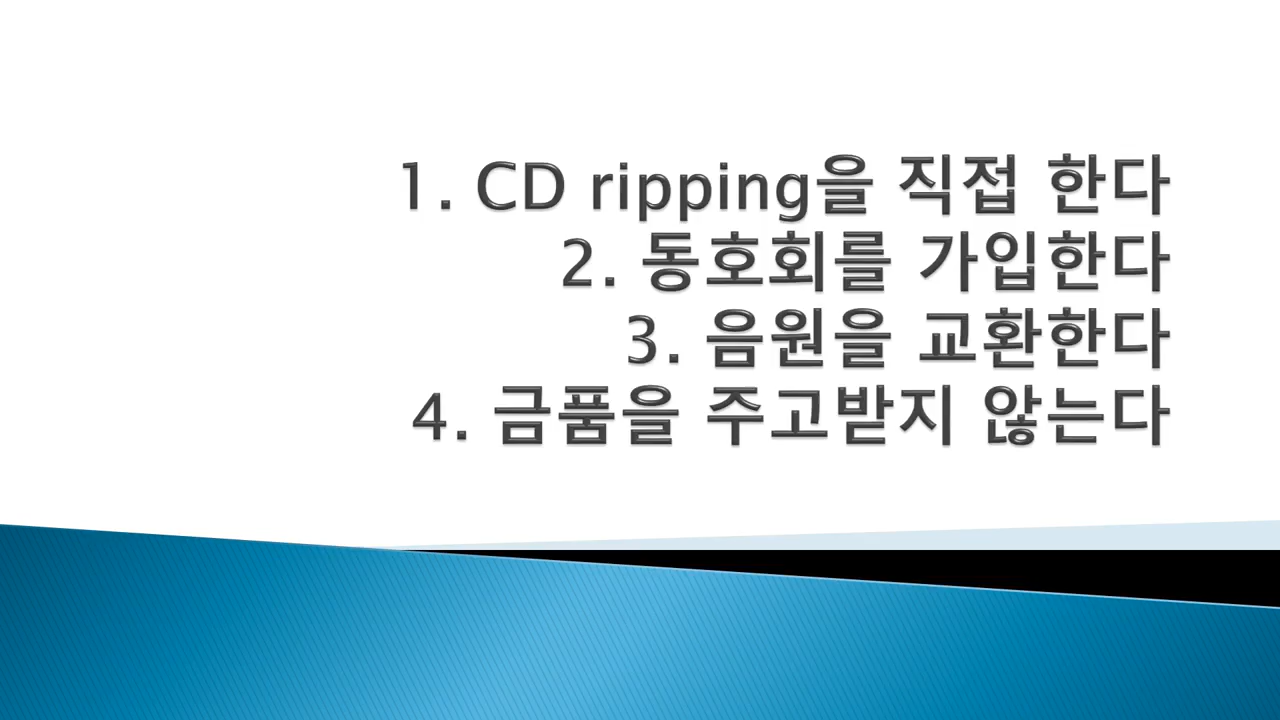 1. CD ripping을 직접 한다
2. 동호회를 가입한다
3. 음원을 교환한다
4. 금품을 주고받지 않는다